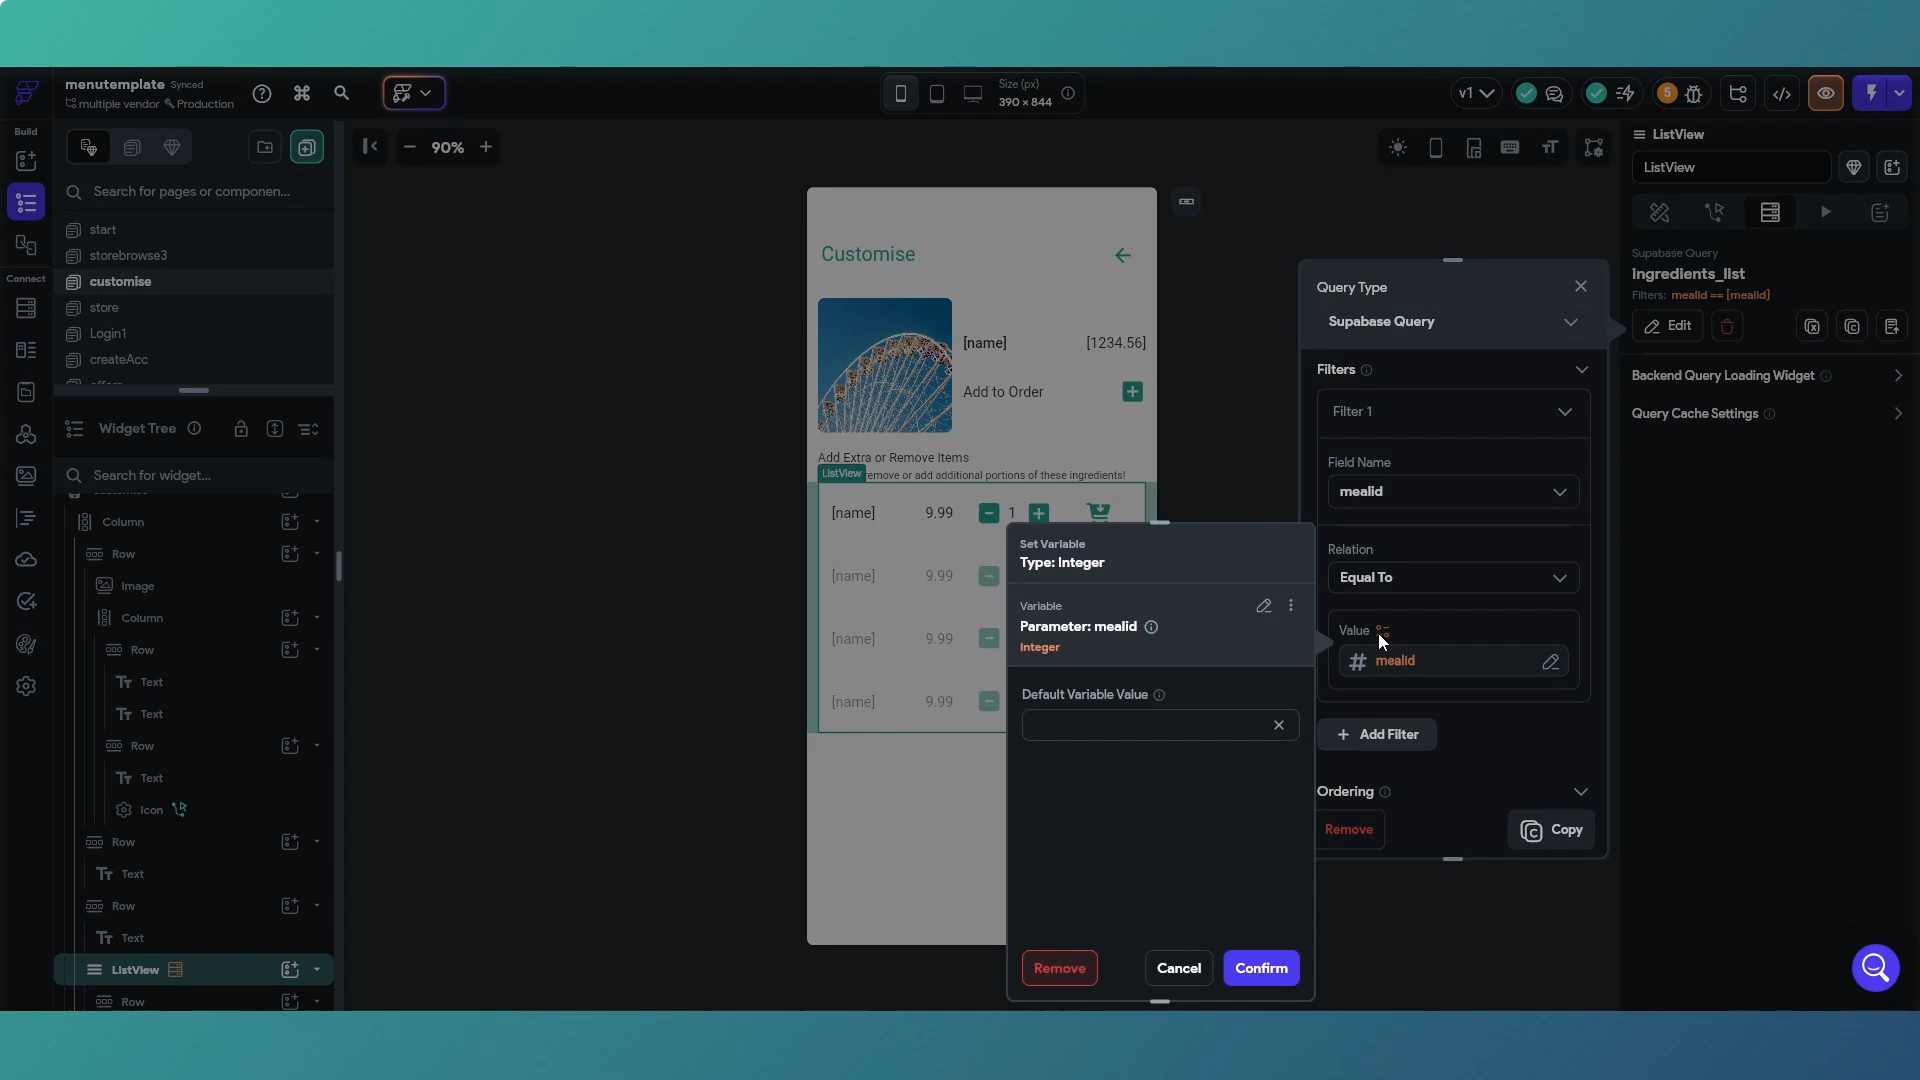 menutemplate Synced
multiple vendor Production
Size (px)
390 × 844
v1
5
Build
Connect
90%
Search for pages or componen...
start
storebrowse3
customise
store
Login1
createAcc
Widget Tree
Search for widget...
Column
Row
Image
Column
Row
Text
Text
Row
Text
Icon
Row
Text
Row
Text
ListView
Row
Customise
[name] [1234.56]
Add to Order
Add Extra or Remove Items
ListView
remove or add additional portions of these ingredients!
[name] 9.99 1
[name] 9.99
[name] 9.99
[name] 9.99
Set Variable
Type: Integer
Variable
Parameter: mealid
Integer
Default Variable Value
Remove Cancel Confirm
Query Type
Supabase Query
Filters
Filter 1
Field Name
mealid
Relation
Equal To
Value
mealid
Add Filter
Ordering
Remove Copy
ListView
ListView
Supabase Query
ingredients_list
Filters: mealid == [mealid]
Edit
Backend Query Loading Widget
Query Cache Settings